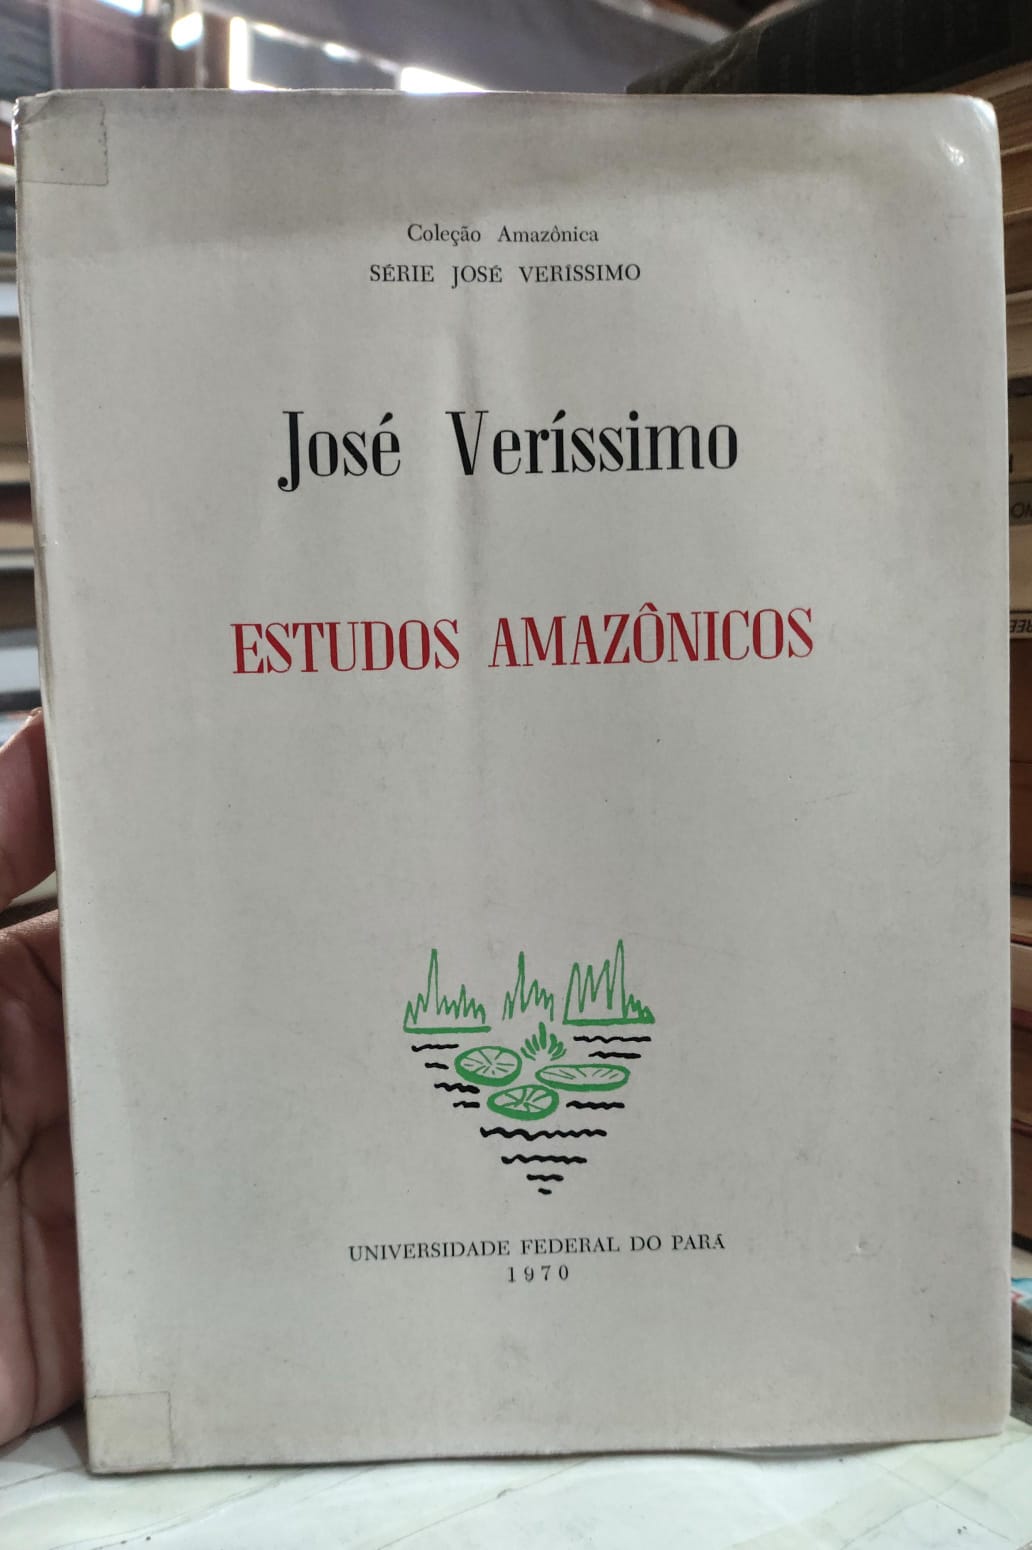 Coleção Amazônica
SÉRIE JOSÉ VERÍSSIMO
José Veríssimo
ESTUDOS AMAZÔNICOS
UNIVERSIDADE FEDERAL DO PARÁ
1970